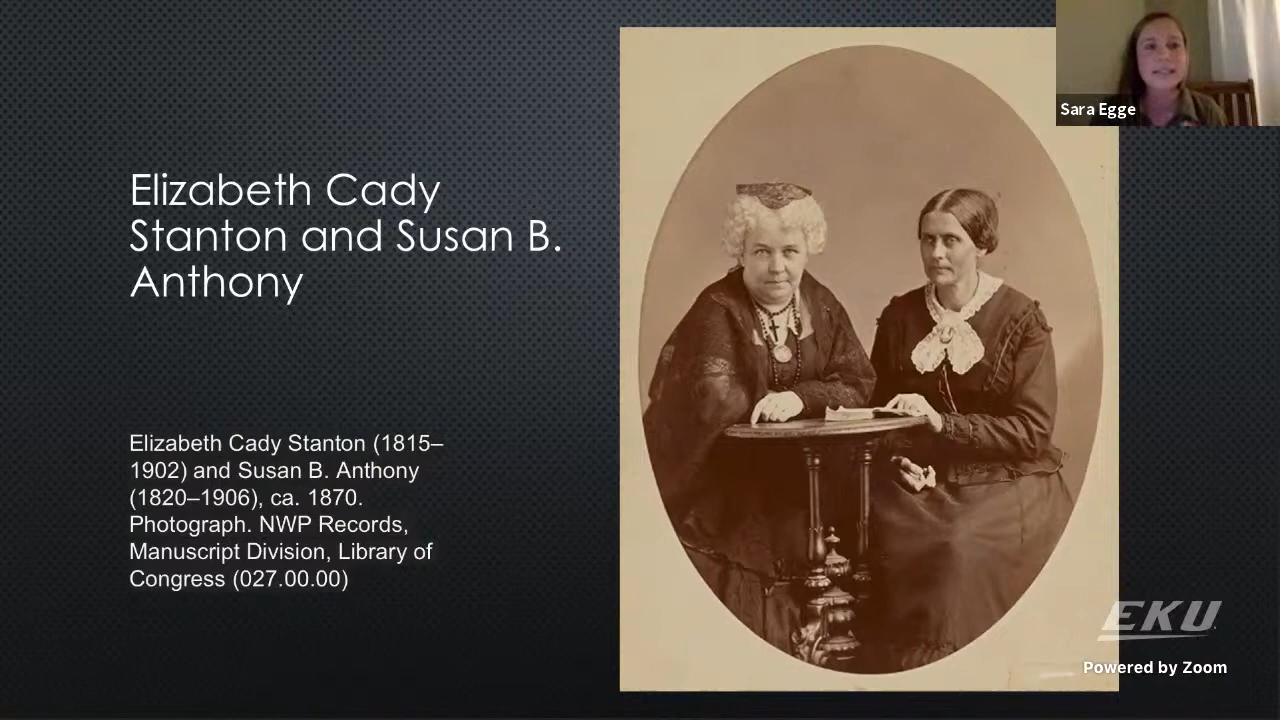 Elizabeth Cady
Stanton and Susan B.
Anthony
Elizabeth Cady Stanton (1815–
1902) and Susan B. Anthony
(1820–1906), ca. 1870.
Photograph. NWP Records,
Manuscript Division, Library of
Congress (027.00.00)
Sara Egge
EKU
Powered by Zoom